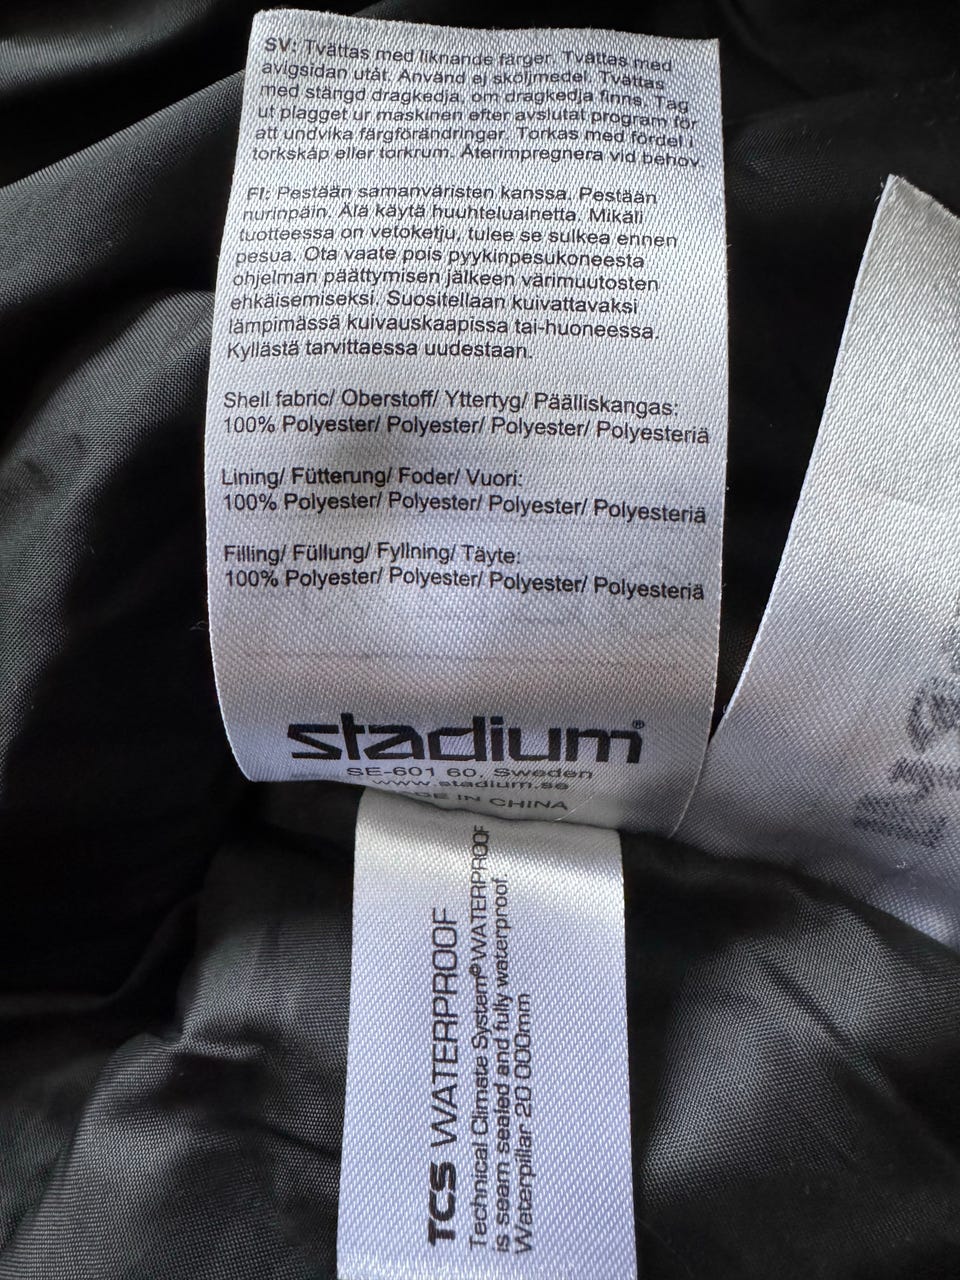 SV: Tvättas med liknande färger. Tvättas med
avigsidan utåt. Använd ej sköljmedel. Tvättas
med stängd dragkedja, om dragkedja finns. Tag
ut plagget ur maskinen efter avslutat program för
att undvika färgförändringar. Torkas med fördel i
torkskåp eller torkrum. Återimpregnera vid behov.
FI: Pestään samanväristen kanssa. Pestään
nurinpäin. Älä käytä huuhteluainetta. Mikäli
tuotteessa on vetoketju, tulee se sulkea ennen
pesua. Ota vaate pois pyykinpesukoneesta
ohjelman päättymisen jälkeen värimuutosten
ehkäisemiseksi. Suositellaan kuivattavaksi
lämpimässä kuivauskaapissa tai-huoneessa.
Kyllästä tarvittaessa uudestaan.
Shell fabric/ Oberstoff/ Yttertyg/ Päälliskangas:
100% Polyester/ Polyester/ Polyester/ Polyesteriä
Lining/ Fütterung/ Foder/ Vuori:
100% Polyester/ Polyester/ Polyester/ Polyesteriä
Filling/ Füllung/ Fyllning/ Täyte:
100% Polyester/ Polyester/ Polyester/ Polyesteriä
stadium®
SE-601 60, Sweden
www.stadium.se
IN CHINA
TCS WATERPROOF
Technical Climate System® WATERPROOF
is seam sealed and fully waterproof.
Waterpillar 20 000mm